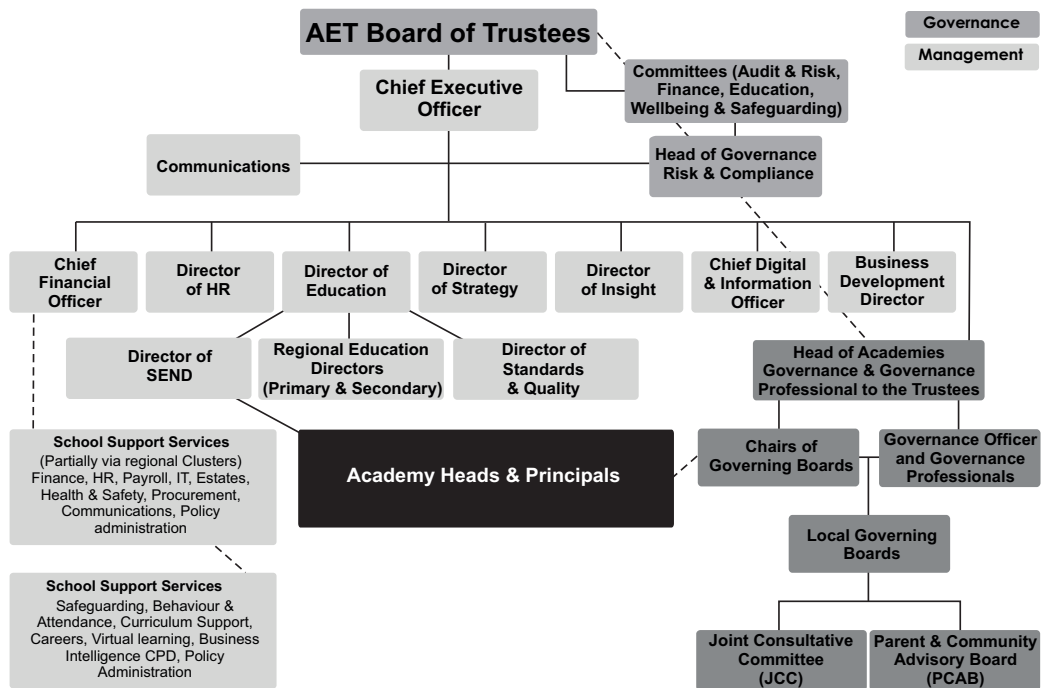 AET Board of Trustees
Governance
Management
Chief Executive
Officer
Committees (Audit & Risk,
Finance, Education,
Wellbeing & Safeguarding)
Communications
Head of Governance
Risk & Compliance
Chief
Financial
Officer
Director
of HR
Director of
Education
Director
of Strategy
Director
of Insight
Chief Digital
& Information
Officer
Business
Development
Director
Director of
SEND
Regional Education
Directors
(Primary & Secondary)
Director of
Standards
& Quality
Head of Academies
Governance & Governance
Professional to the Trustees
School Support Services
(Partially via regional Clusters)
Finance, HR, Payroll, IT, Estates,
Health & Safety, Procurement,
Communications, Policy
administration
Academy Heads & Principals
Chairs of
Governing Boards
Governance Officer
and Governance
Professionals
Local Governing
Boards
School Support Services
Safeguarding, Behaviour &
Attendance, Curriculum Support,
Careers, Virtual learning, Business
Intelligence CPD, Policy
Administration
Joint Consultative
Committee
(JCC)
Parent & Community
Advisory Board
(PCAB)